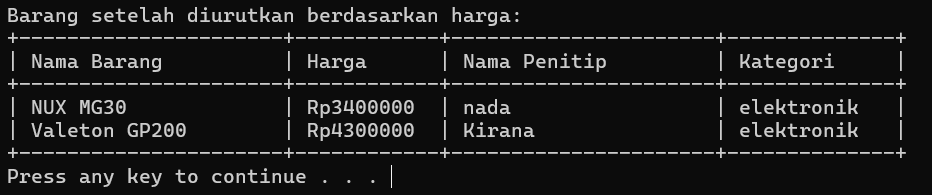 Barang setelah diurutkan berdasarkan harga:
+----------------------+------------+----------------------+--------------+
| Nama Barang          | Harga      | Nama Penitip         | Kategori     |
+----------------------+------------+----------------------+--------------+
| NUX MG30             | Rp3400000  | nada                 | elektronik   |
| Valeton GP200        | Rp4300000  | Kirana               | elektronik   |
+----------------------+------------+----------------------+--------------+
Press any key to continue . . .